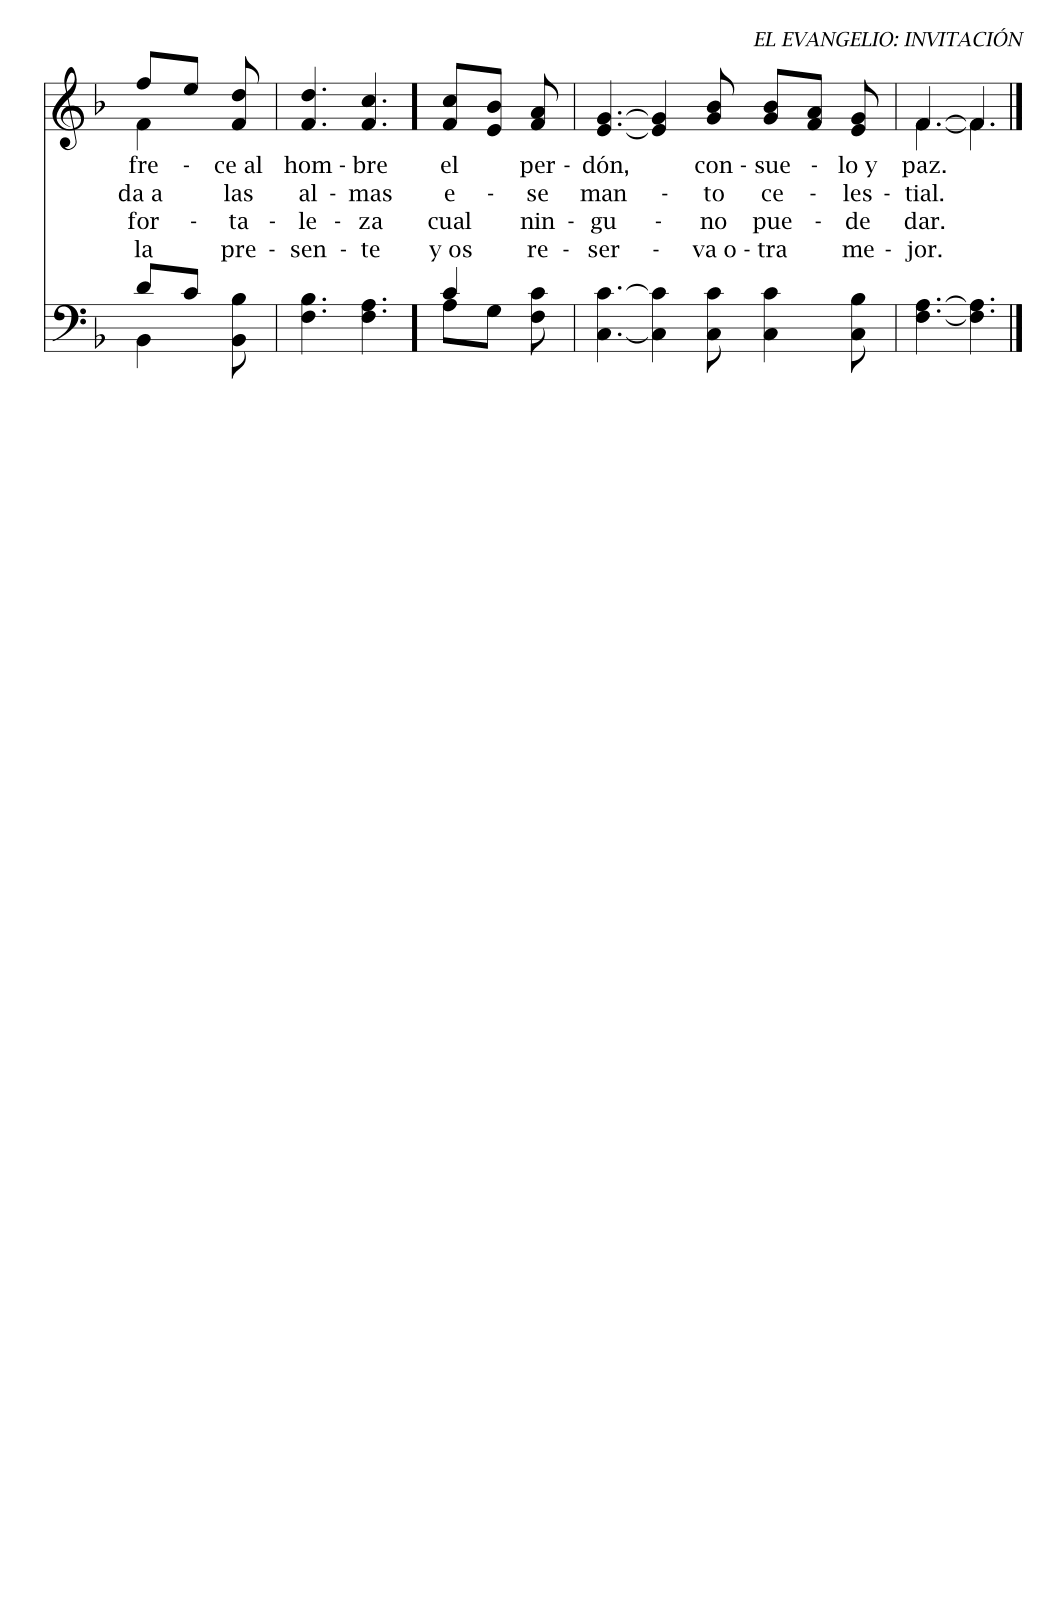 EL EVANGELIO: INVITACIÓN
fre - ce al hom - bre el per - dón, con - sue - lo y paz.
da a las al - mas e - se man - to ce - les - tial.
for - ta - le - za cual nin - gu - no pue - de dar.
la pre - sen - te y os re - ser - va o - tra me - jor.